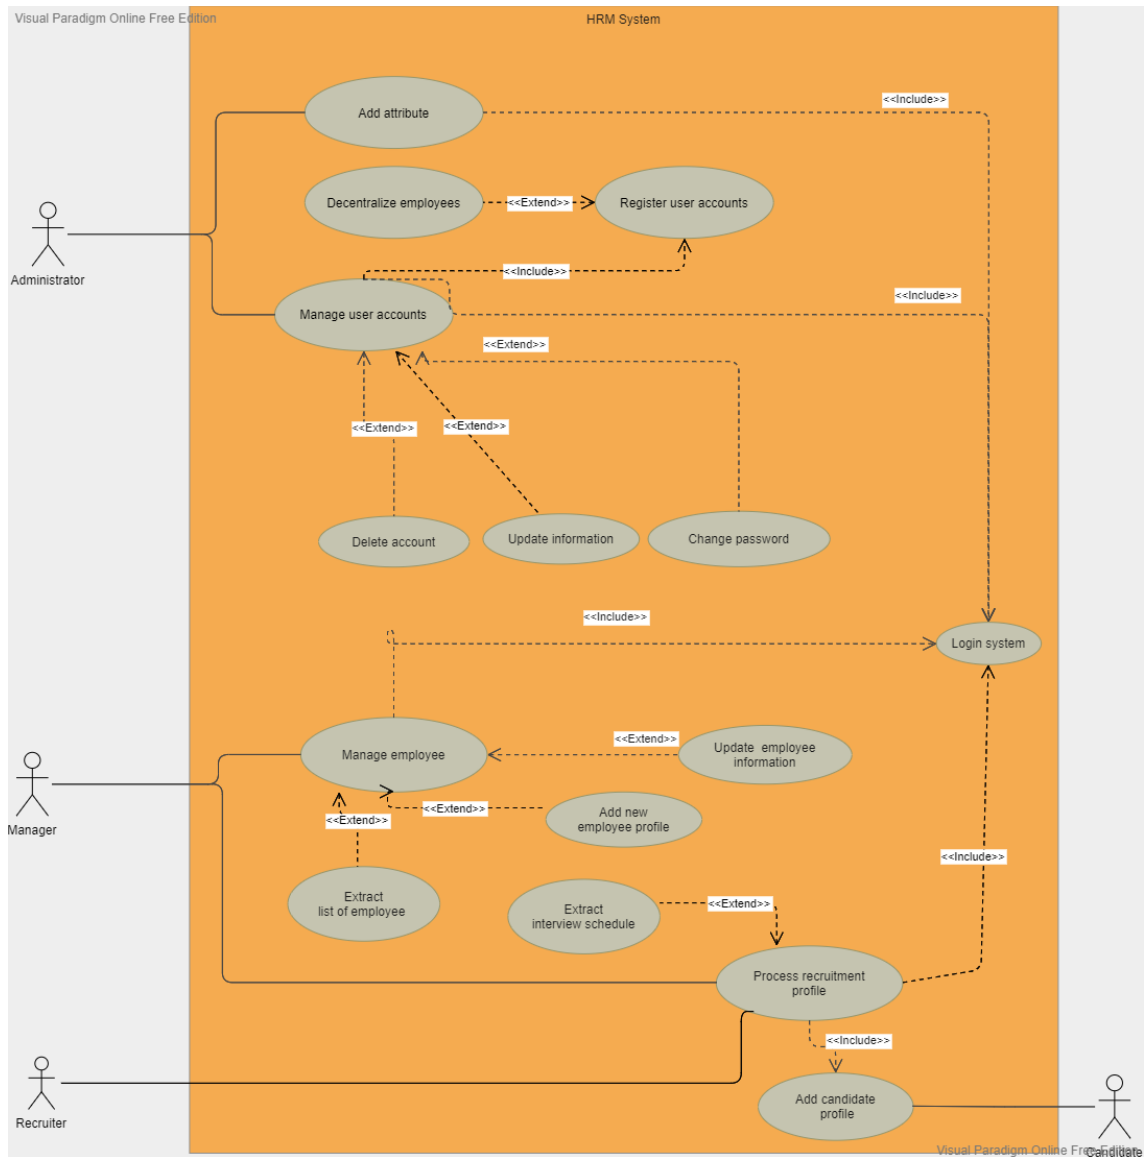 Visual Paradigm Online Free Edition
HRM System
Add attribute
<<Include>>
Decentralize employees
<<Extend>>
Register user accounts
Administrator
<<Include>>
Manage user accounts
<<Include>>
<<Extend>>
<<Extend>>
<<Extend>>
Delete account
Update information
Change password
<<Include>>
Login system
Manage employee
<<Extend>>
Update employee
information
Manager
<<Extend>>
<<Extend>>
Add new
employee profile
<<Include>>
Extract
list of employee
Extract
interview schedule
<<Extend>>
Process recruitment
profile
<<Include>>
Recruiter
Add candidate
profile
Visual Paradigm Online Free Edition
Candidate